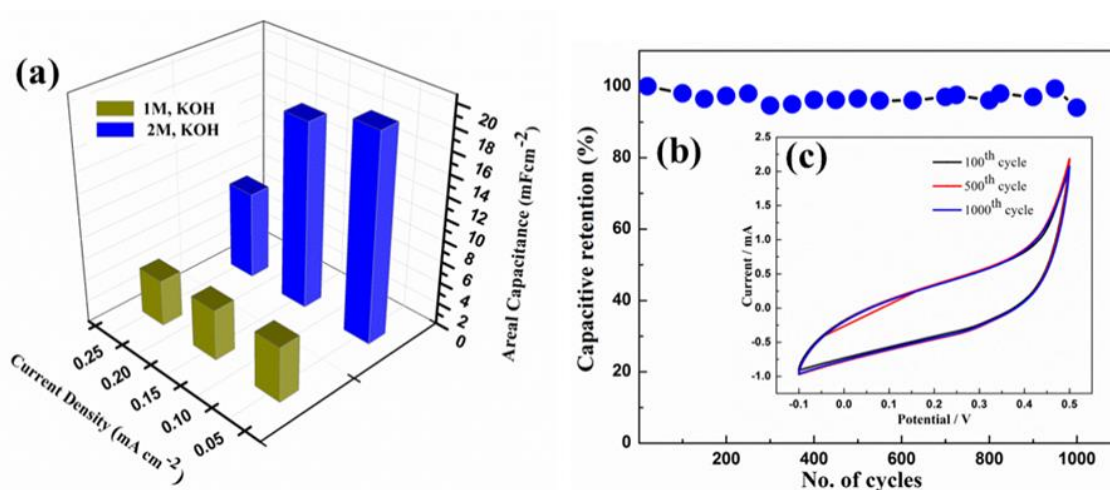 (a)
1M, KOH
2M, KOH
20
18
16
14
12
10
8
6
4
2
0
Areal Capacitance (mFcm-2)
0.25
0.20
0.15
0.10
0.05
Current Density (mA cm-2)
100
80
60
40
20
0
Capacitive retention (%)
(b)
(c)
100th cycle
500th cycle
1000th cycle
2.5
2.0
1.5
1.0
0.5
0.0
-0.5
-1.0
Current / mA
-0.1 0.0 0.1 0.2 0.3 0.4 0.5
Potential / V
200 400 600 800 1000
No. of cycles